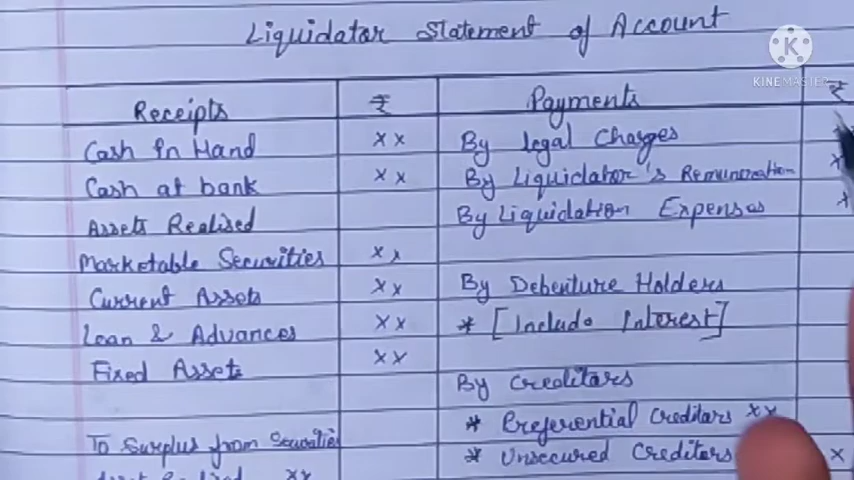 Liquidator Statement of Account
K
KINEMASTER
Receipts ₹ Payments ₹
Cash in Hand xx By legal Charges
Cash at bank xx By Liquidator's Remuneration x
Assets Realised By Liquidation Expenses x
Marketable Securities xx
Current Assets xx By Debenture Holders
Loan & Advances xx * [Include Interest]
Fixed Assets xx
By Creditors
* Preferential Creditors xx
To Surplus from Securities * Unsecured Creditors x
xx